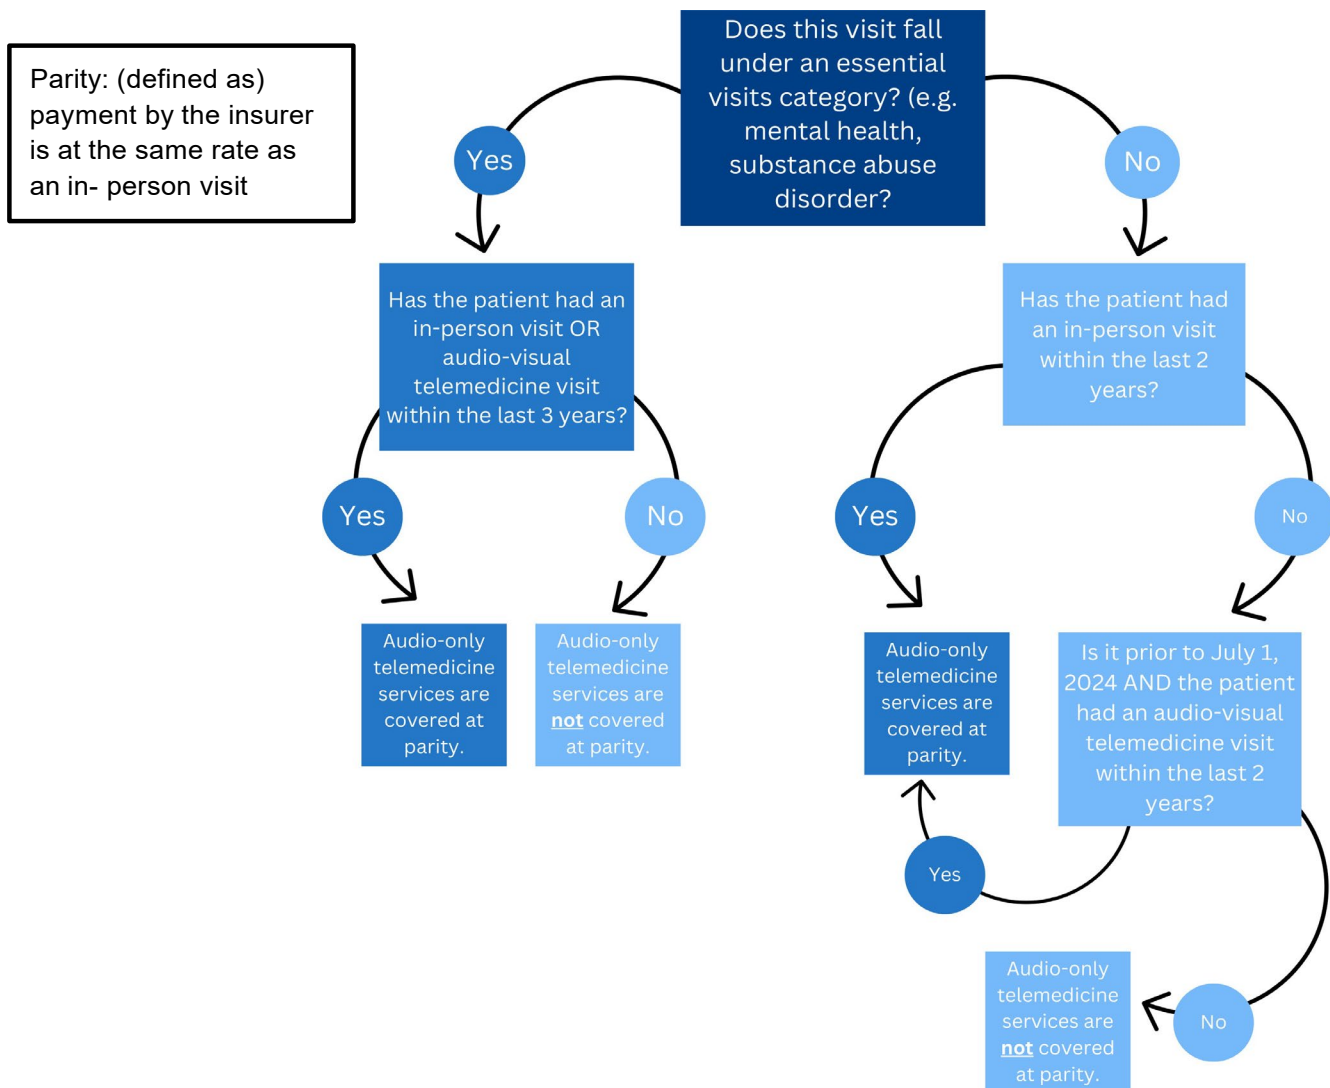 Parity: (defined as)
payment by the insurer
is at the same rate as
an in- person visit
Does this visit fall
under an essential
visits category? (e.g.
mental health,
substance abuse
disorder?
Yes
No
Has the patient had an
in-person visit OR
audio-visual
telemedicine visit
within the last 3 years?
Has the patient had
an in-person visit
within the last 2
years?
Yes
No
Yes
No
Audio-only
telemedicine
services are
covered at
parity.
Audio-only
telemedicine
services are
not covered
at parity.
Audio-only
telemedicine
services are
covered at
parity.
Is it prior to July 1,
2024 AND the patient
had an audio-visual
telemedicine visit
within the last 2
years?
Yes
Audio-only
telemedicine
services are
not covered
at parity.
No